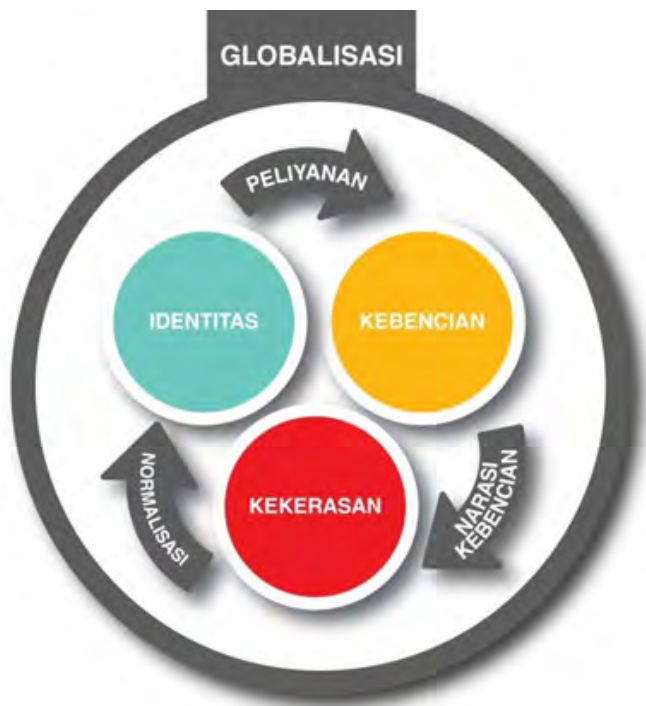 GLOBALISASI
PELIYANAN
IDENTITAS
KEBENCIAN
NARASI
KEBENCIAN
KEKERASAN
NORMALISASI